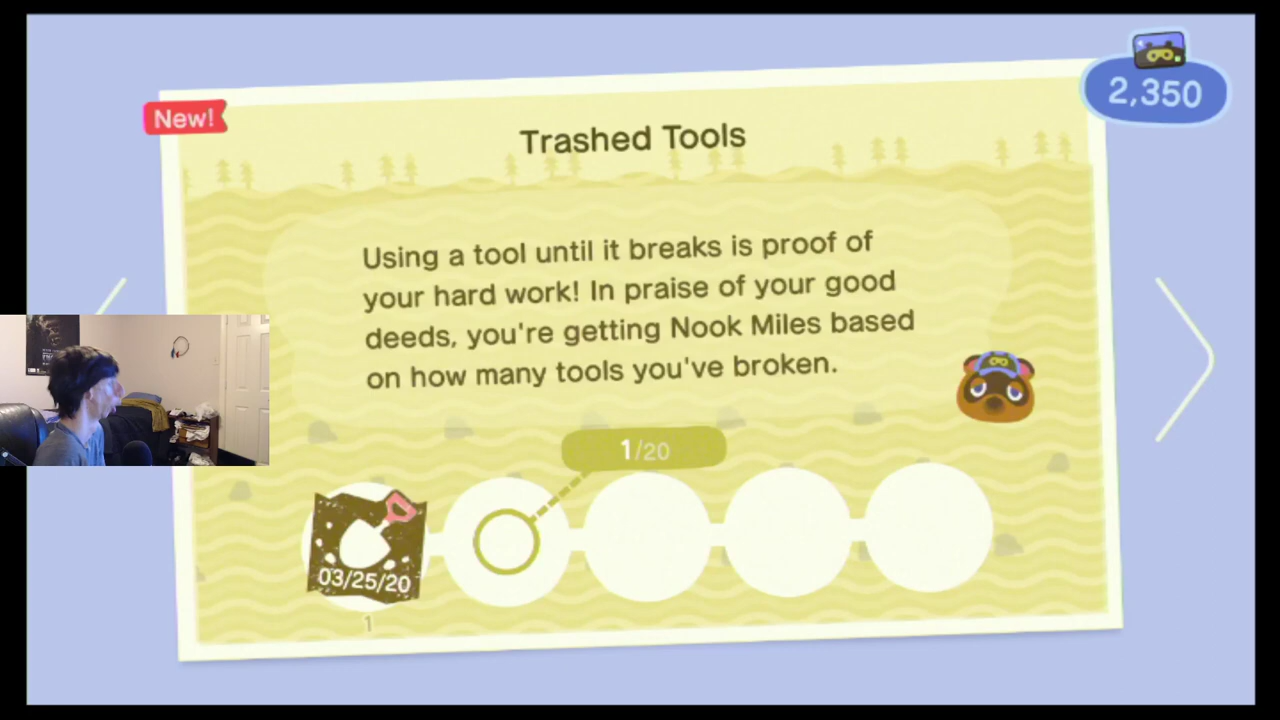 2,350
New!
Trashed Tools
Using a tool until it breaks is proof of
your hard work! In praise of your good
deeds, you're getting Nook Miles based
on how many tools you've broken.
1/20
03/25/20
1